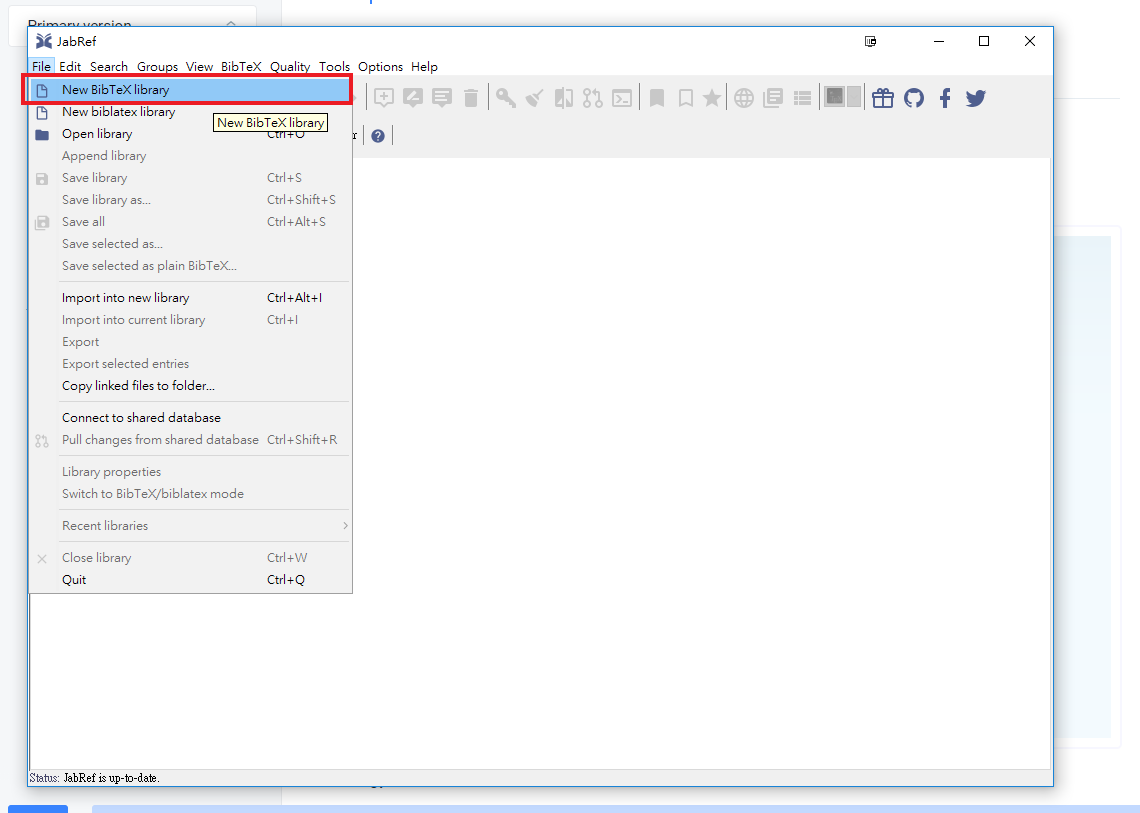 Primary version
JabRef
File Edit Search Groups View BibTeX Quality Tools Options Help
New BibTeX library
New biblatex library
New BibTeX library
Open library Ctrl+O
Append library
Save library Ctrl+S
Save library as... Ctrl+Shift+S
Save all Ctrl+Alt+S
Save selected as...
Save selected as plain BibTeX...
Import into new library Ctrl+Alt+I
Import into current library Ctrl+I
Export
Export selected entries
Copy linked files to folder...
Connect to shared database
Pull changes from shared database Ctrl+Shift+R
Library properties
Switch to BibTeX/biblatex mode
Recent libraries
Close library Ctrl+W
Quit Ctrl+Q
Status: JabRef is up-to-date.